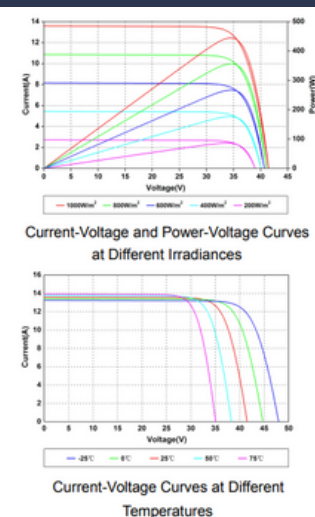 14
500
12
400
10
8
300
6
200
4
100
2
0
0
0 5 10 15 20 25 30 35 40 45
Current(A)
Power(W)
Voltage(V)
1000W/m² 800W/m² 600W/m² 400W/m² 200W/m²
Current-Voltage and Power-Voltage Curves
at Different Irradiances
16
14
12
10
8
6
4
2
0
0 5 10 15 20 25 30 35 40 45 50
Current(A)
Voltage(V)
-25℃ 0℃ 25℃ 50℃ 75℃
Current-Voltage Curves at Different
Temperatures